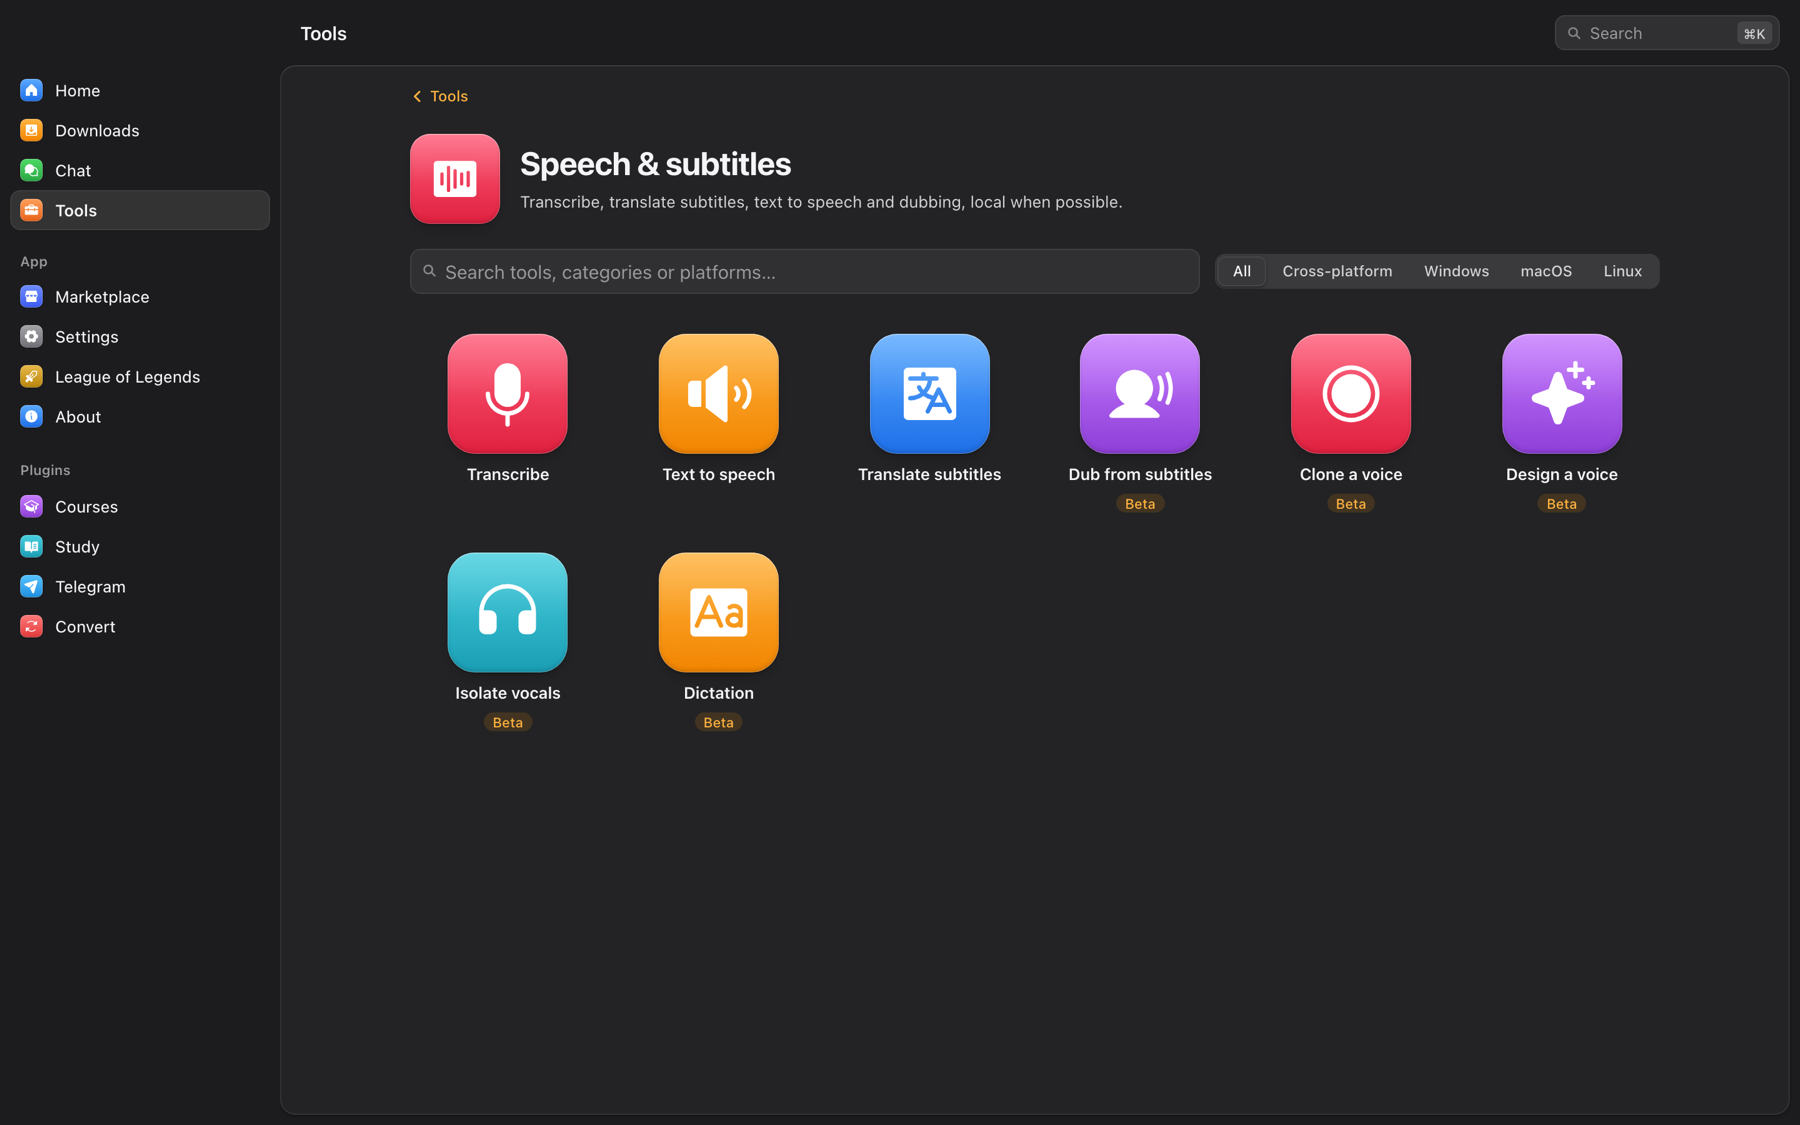 Tools
Search
⌘K
Home
Downloads
Chat
Tools
App
Marketplace
Settings
League of Legends
About
Plugins
Courses
Study
Telegram
Convert
Tools
Speech & subtitles
Transcribe, translate subtitles, text to speech and dubbing, local when possible.
Search tools, categories or platforms...
All
Cross-platform
Windows
macOS
Linux
Transcribe
Text to speech
Translate subtitles
Dub from subtitles
Beta
Clone a voice
Beta
Design a voice
Beta
Isolate vocals
Beta
Aa
Dictation
Beta